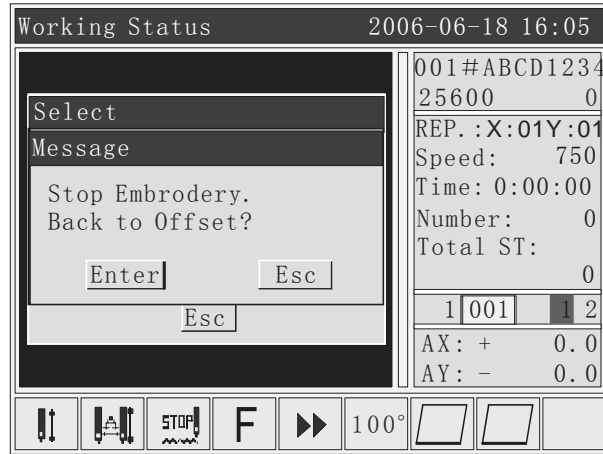 Working Status 2006-06-18 16:05
Select
Message
Stop Embrodery.
Back to Offset?
Enter Esc
Esc
001#ABCD1234
25600 0
REP.:X:01Y:01
Speed: 750
Time: 0:00:00
Number: 0
Total ST:
0
1 001 1 2
AX: + 0.0
AY: - 0.0
STOP F 100°